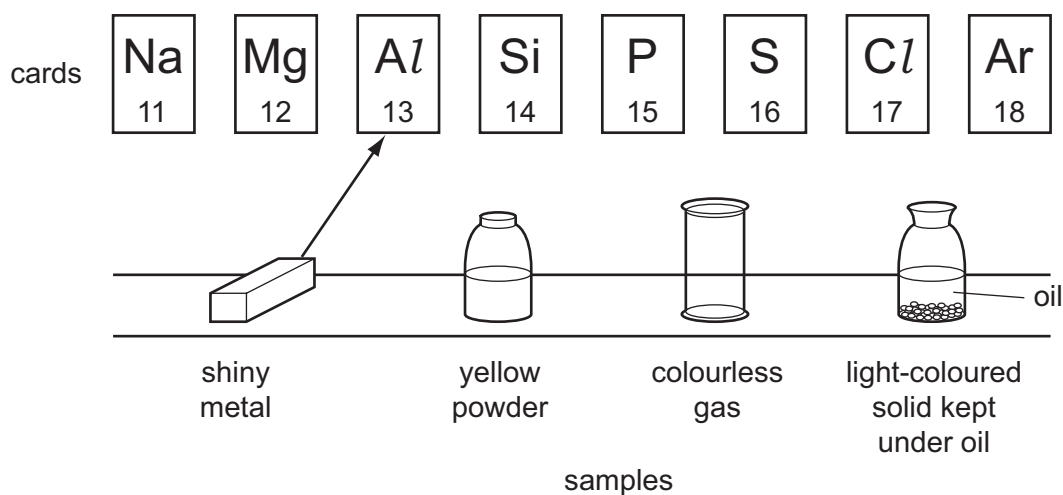 cards
Na Mg Al Si P S Cl Ar
11 12 13 14 15 16 17 18
oil
shiny metal
yellow powder
colourless gas
light-coloured solid kept under oil
samples